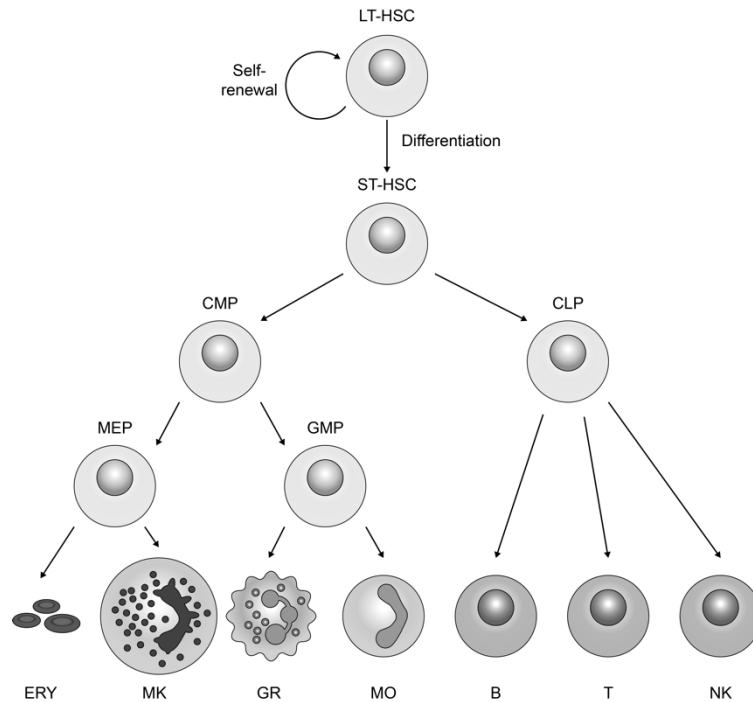 LT-HSC
Self-
renewal
Differentiation
ST-HSC
CMP
CLP
MEP
GMP
ERY
MK
GR
MO
B
T
NK